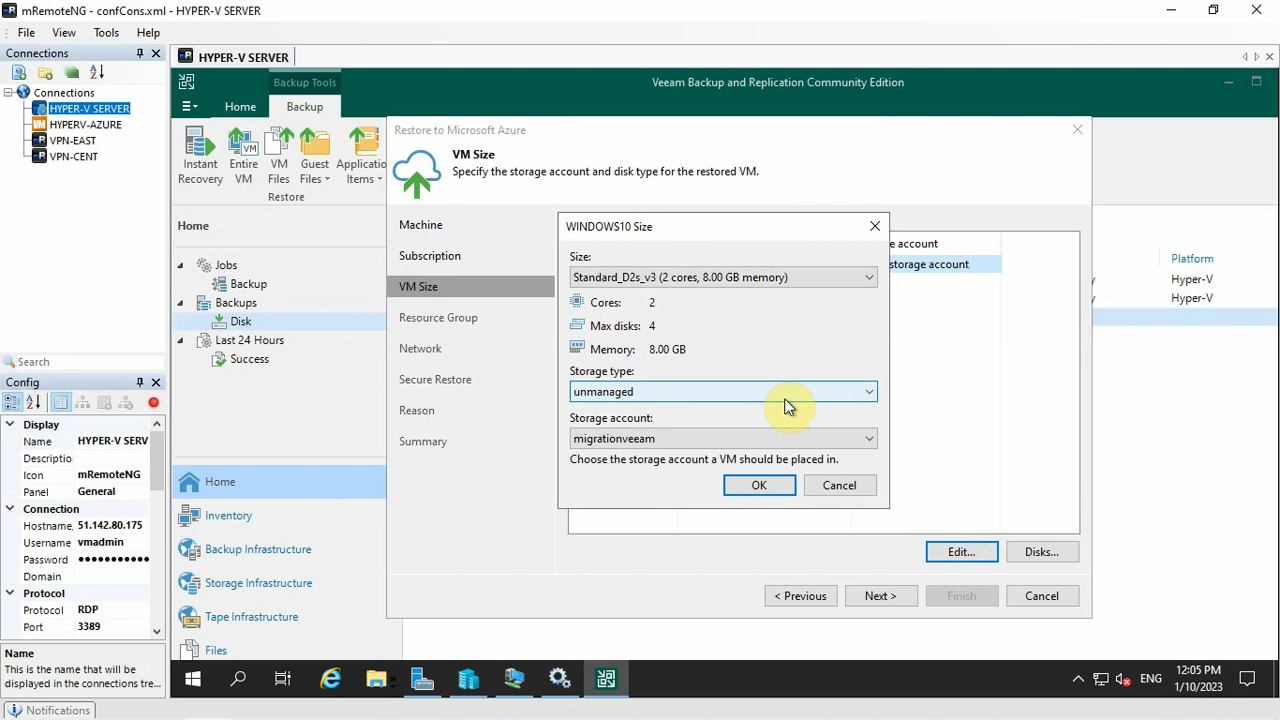 mRemoteNG - confCons.xml - HYPER-V SERVER
File View Tools Help
Connections
Connections
HYPER-V SERVER
HYPERV-AZURE
VPN-EAST
VPN-CENT
Search
Config
Display
Name HYPER-V SERV
Descriptio
Icon mRemoteNG
Panel General
Connection
Hostname, 51.142.80.175
Username vmadmin
Password ••••••••••
Domain
Protocol
Protocol RDP
Port 3389
Name
This is the name that will be
displayed in the connections tre...
Notifications
HYPER-V SERVER
Backup Tools
Veeam Backup and Replication Community Edition
Home Backup
Instant
Recovery
Entire
VM
VM
Files
Guest
Files
Applicatio
Items
Restore
Home
Jobs
Backup
Backups
Disk
Last 24 Hours
Success
Home
Inventory
Backup Infrastructure
Storage Infrastructure
Tape Infrastructure
Files
Restore to Microsoft Azure
VM Size
Specify the storage account and disk type for the restored VM.
Machine
Subscription
VM Size
Resource Group
Network
Secure Restore
Reason
Summary
WINDOWS10 Size
Size:
Standard_D2s_v3 (2 cores, 8.00 GB memory)
Cores: 2
Max disks: 4
Memory: 8.00 GB
Storage type:
unmanaged
Storage account:
migrationveeam
Choose the storage account a VM should be placed in.
OK Cancel
e account
storage account
Edit... Disks...
< Previous Next > Finish Cancel
Platform
Hyper-V
Hyper-V
ENG
12:05 PM
1/10/2023